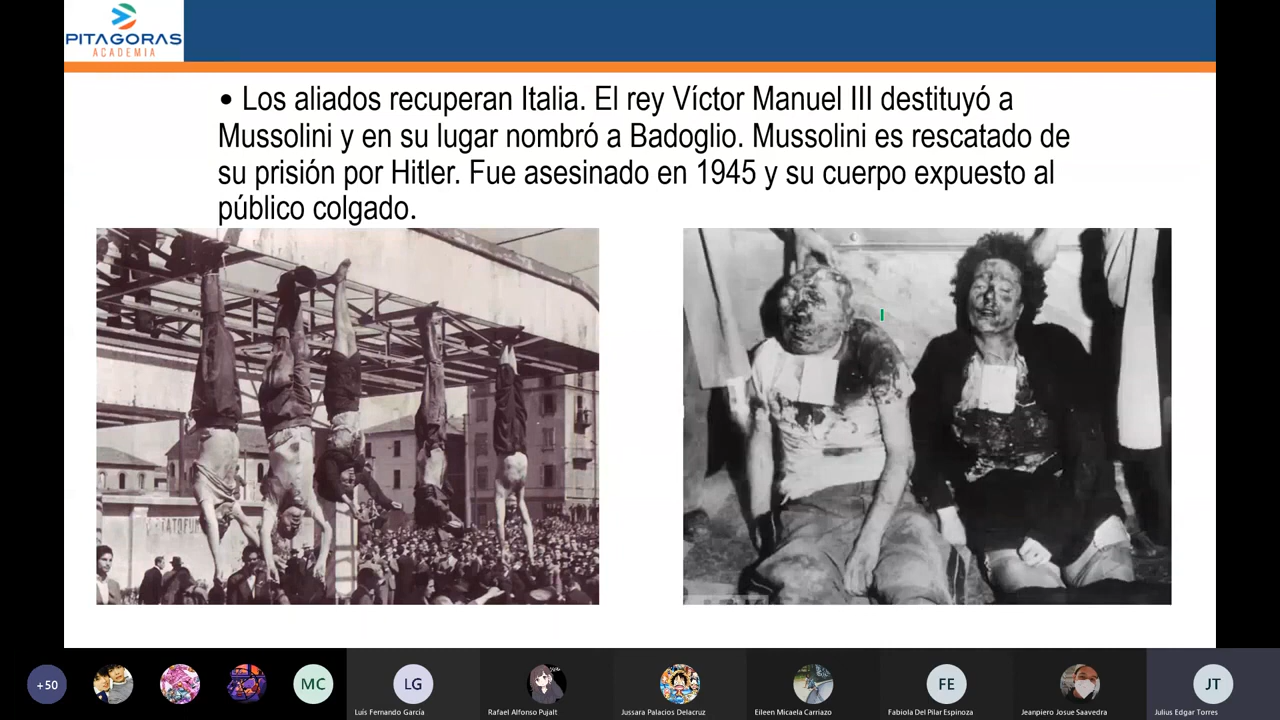 PITAGORAS
ACADEMIA
• Los aliados recuperan Italia. El rey Víctor Manuel III destituyó a
Mussolini y en su lugar nombró a Badoglio. Mussolini es rescatado de
su prisión por Hitler. Fue asesinado en 1945 y su cuerpo expuesto al
público colgado.
+50
MC
LG
FE
JT
Luis Fernando García
Rafael Alfonso Pujalt
Jussara Palacios Delacruz
Eileen Micaela Carriazo
Fabiola Del Pilar Espinoza
Jeanpiero Josue Saavedra
Julius Edgar Torres